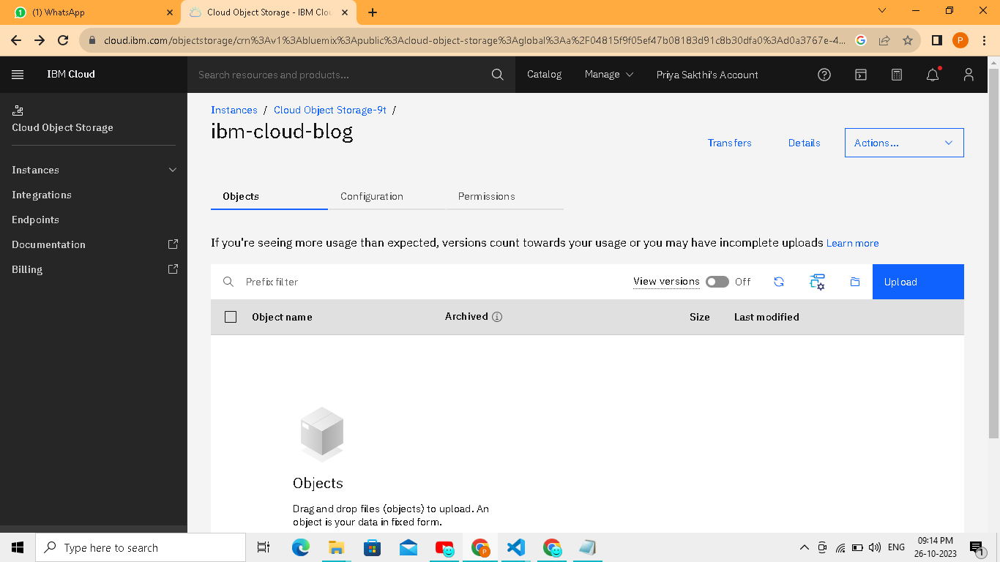 (1) WhatsApp
Cloud Object Storage - IBM Clou
cloud.ibm.com/objectstorage/crn%3Av1%3Abluemix%3Apublic%3Acloud-object-storage%3Aglobal%3Aa%2F04815f9f05ef47b08183d91c8b30dfa0%3Ad0a3767e-4...
P
IBM Cloud
Search resources and products...
Catalog
Manage
Priya Sakthi's Account
Cloud Object Storage
Instances
Integrations
Endpoints
Documentation
Billing
Instances / Cloud Object Storage-9t /
ibm-cloud-blog
Transfers
Details
Actions...
Objects
Configuration
Permissions
If you're seeing more usage than expected, versions count towards your usage or you may have incomplete uploads Learn more
Prefix filter
View versions
Off
Upload
Object name
Archived
Size
Last modified
Objects
Drag and drop files (objects) to upload. An
object is your data in fixed form.
Type here to search
P
ENG
09:14 PM
26-10-2023
1